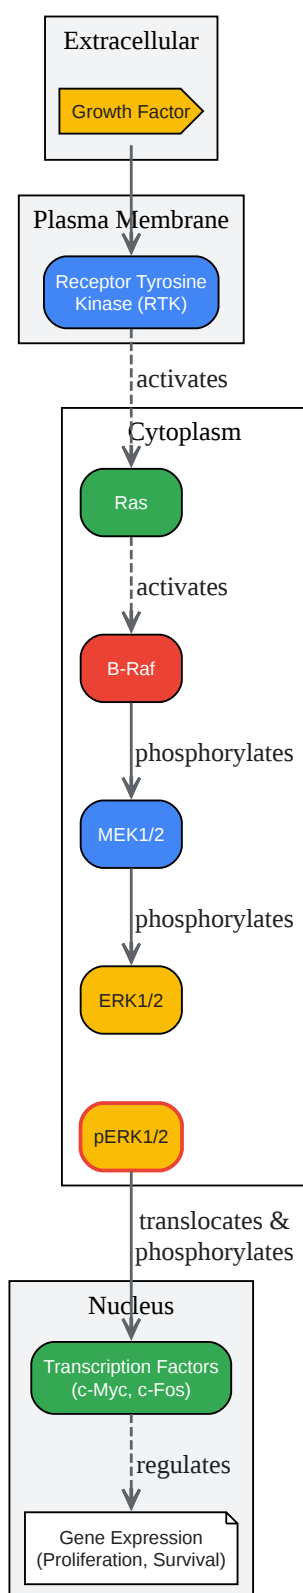 Extracellular
Growth Factor
Plasma Membrane
Receptor Tyrosine
Kinase (RTK)
activates
Cytoplasm
Ras
activates
B-Raf
phosphorylates
MEK1/2
phosphorylates
ERK1/2
pERK1/2
translocates &
phosphorylates
Nucleus
Transcription Factors
(c-Myc, c-Fos)
regulates
Gene Expression
(Proliferation, Survival)